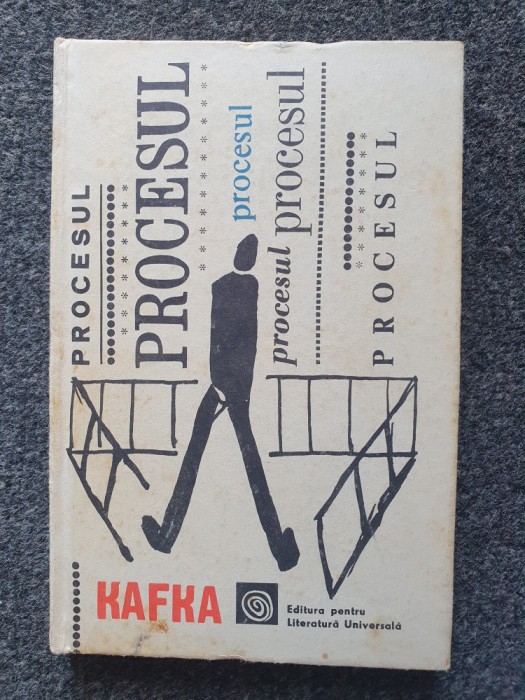 PROCESUL
PROCESUL
procesul
procesul
procesul
PROCESUL
KAFKA
Editura pentru
Literatură Universală